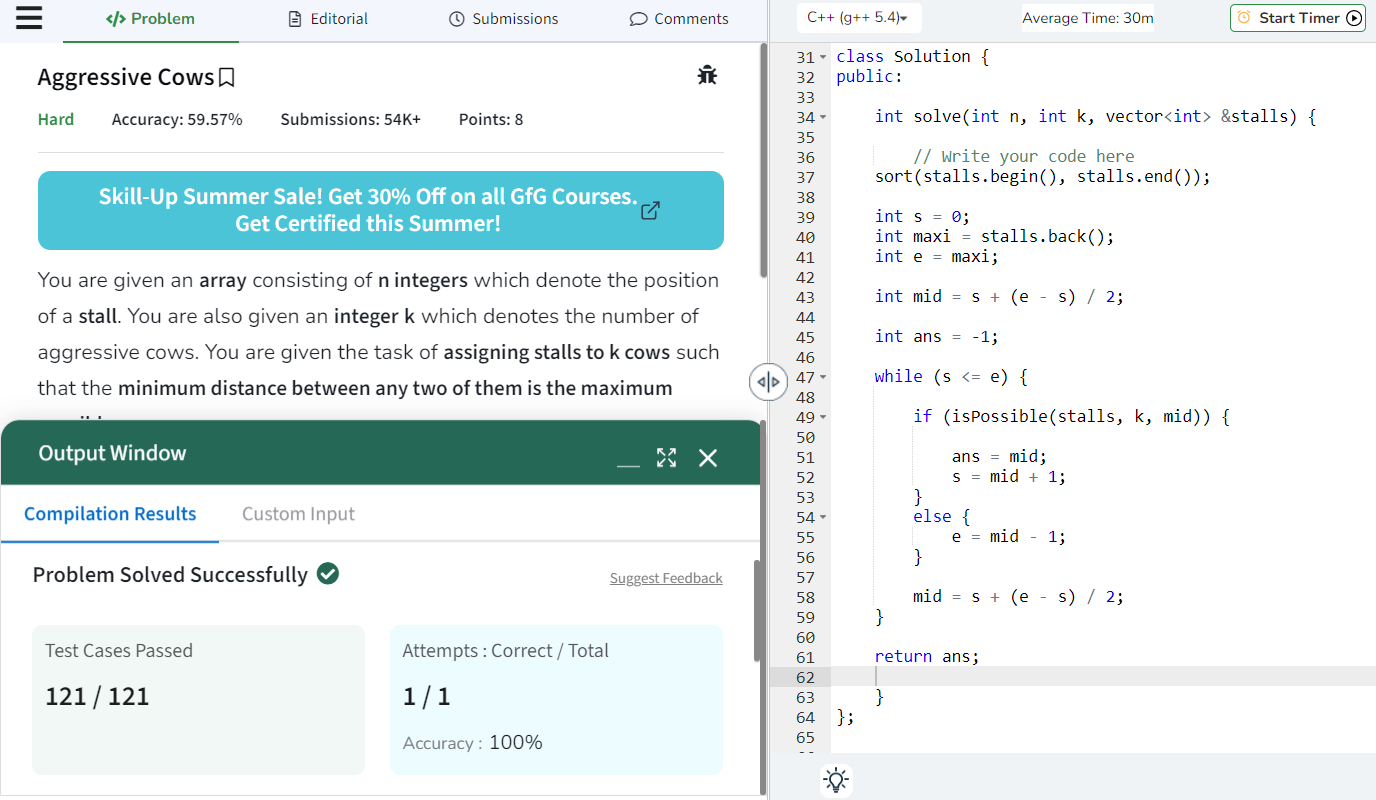 </> Problem
Editorial
Submissions
Comments
Aggressive Cows
Hard Accuracy: 59.57% Submissions: 54K+ Points: 8
Skill-Up Summer Sale! Get 30% Off on all GfG Courses.
Get Certified this Summer!
You are given an array consisting of n integers which denote the position
of a stall. You are also given an integer k which denotes the number of
aggressive cows. You are given the task of assigning stalls to k cows such
that the minimum distance between any two of them is the maximum
Output Window
Compilation Results Custom Input
Problem Solved Successfully
Suggest Feedback
Test Cases Passed
121 / 121
Attempts : Correct / Total
1 / 1
Accuracy : 100%
C++ (g++ 5.4)
Average Time: 30m
Start Timer
31 class Solution {
32 public:
33
34     int solve(int n, int k, vector<int> &stalls) {
35
36         // Write your code here
37     sort(stalls.begin(), stalls.end());
38
39     int s = 0;
40     int maxi = stalls.back();
41     int e = maxi;
42
43     int mid = s + (e - s) / 2;
44
45     int ans = -1;
46
47     while (s <= e) {
48
49         if (isPossible(stalls, k, mid)) {
50
51             ans = mid;
52             s = mid + 1;
53         }
54         else {
55             e = mid - 1;
56         }
57
58         mid = s + (e - s) / 2;
59     }
60
61     return ans;
62
63     }
64 };
65